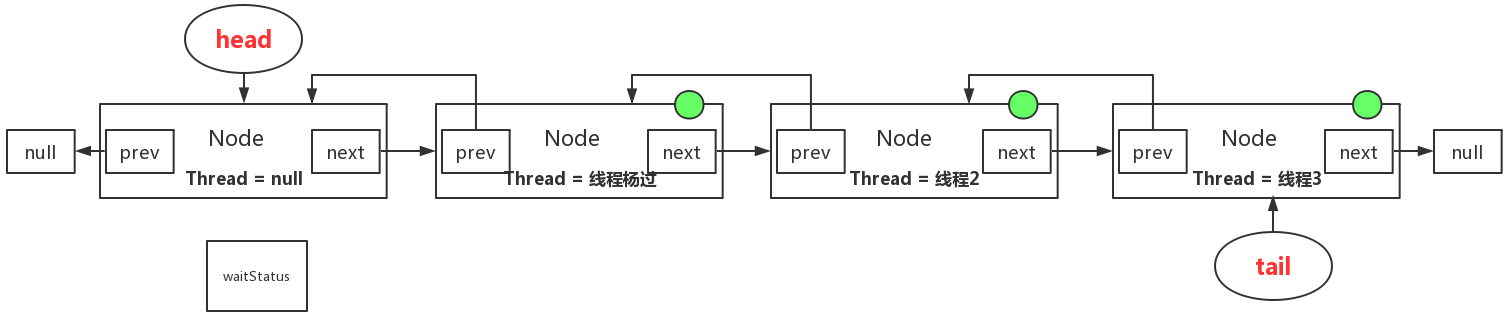 head
Node
Node
Node
Node
null
prev
next
prev
next
prev
next
prev
next
null
Thread = null
Thread = 线程杨过
Thread = 线程2
Thread = 线程3
waitStatus
tail